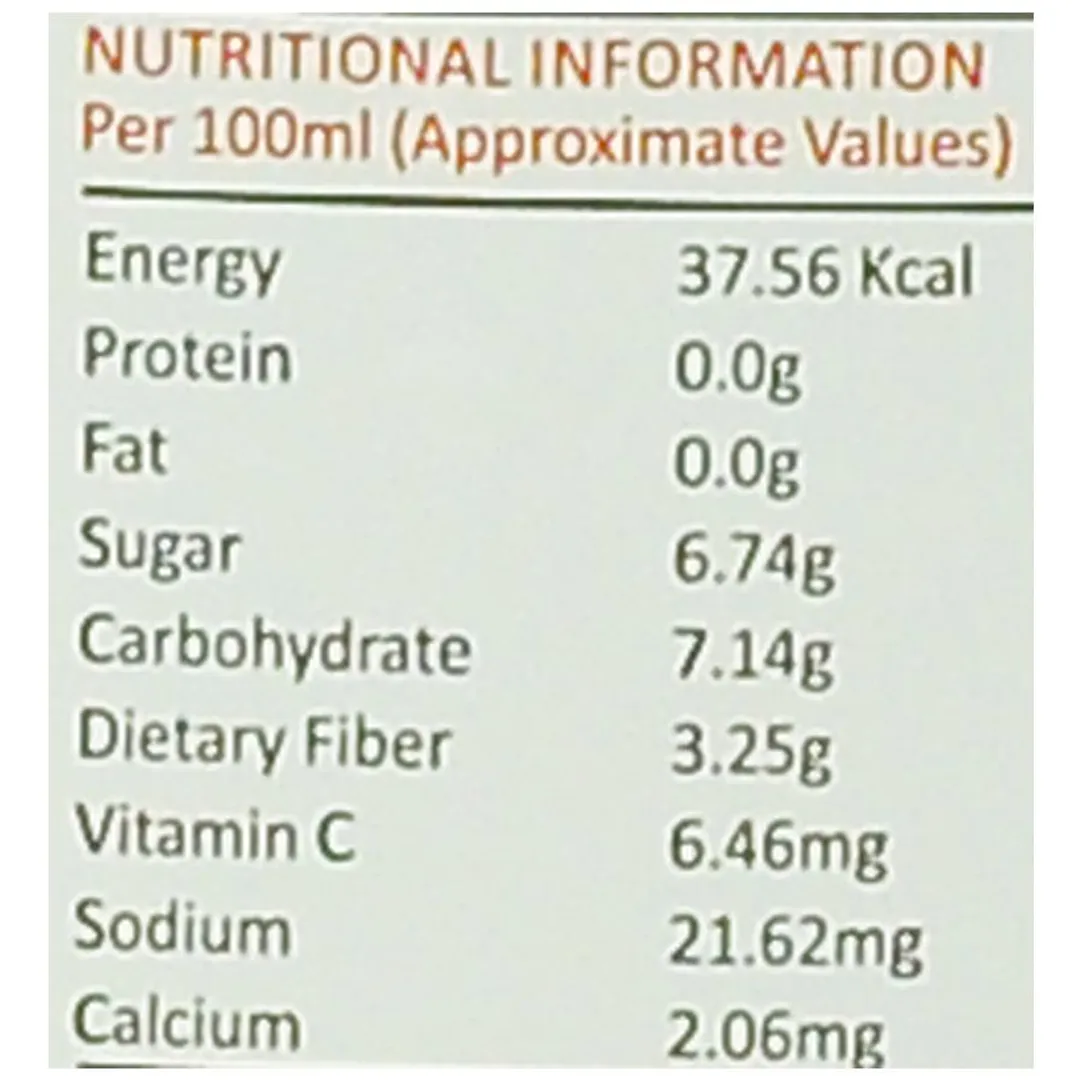 NUTRITIONAL INFORMATION
Per 100ml (Approximate Values)
Energy 37.56 Kcal
Protein 0.0g
Fat 0.0g
Sugar 6.74g
Carbohydrate 7.14g
Dietary Fiber 3.25g
Vitamin C 6.46mg
Sodium 21.62mg
Calcium 2.06mg